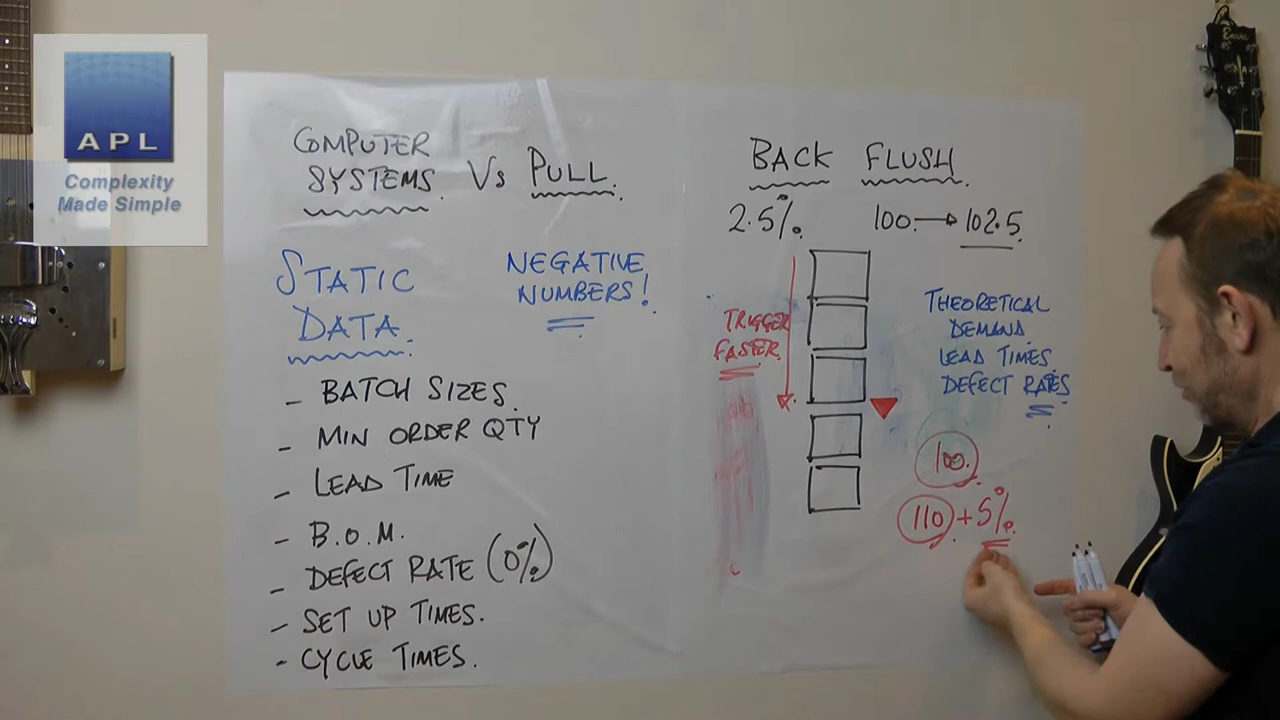 APL
Complexity
Made Simple
COMPUTER
SYSTEMS Vs PULL.
STATIC
DATA.
NEGATIVE
NUMBERS!
- BATCH SIZES.
- MIN ORDER QTY
- LEAD TIME
- B.O.M.
- DEFECT RATE (0%)
- SET UP TIMES.
- CYCLE TIMES.
BACK FLUSH
2.5% 100. → 102.5
TRIGGER
FASTER.
THEORETICAL
DEMAND.
LEAD TIMES.
DEFECT RATES
100.
110 + 5%